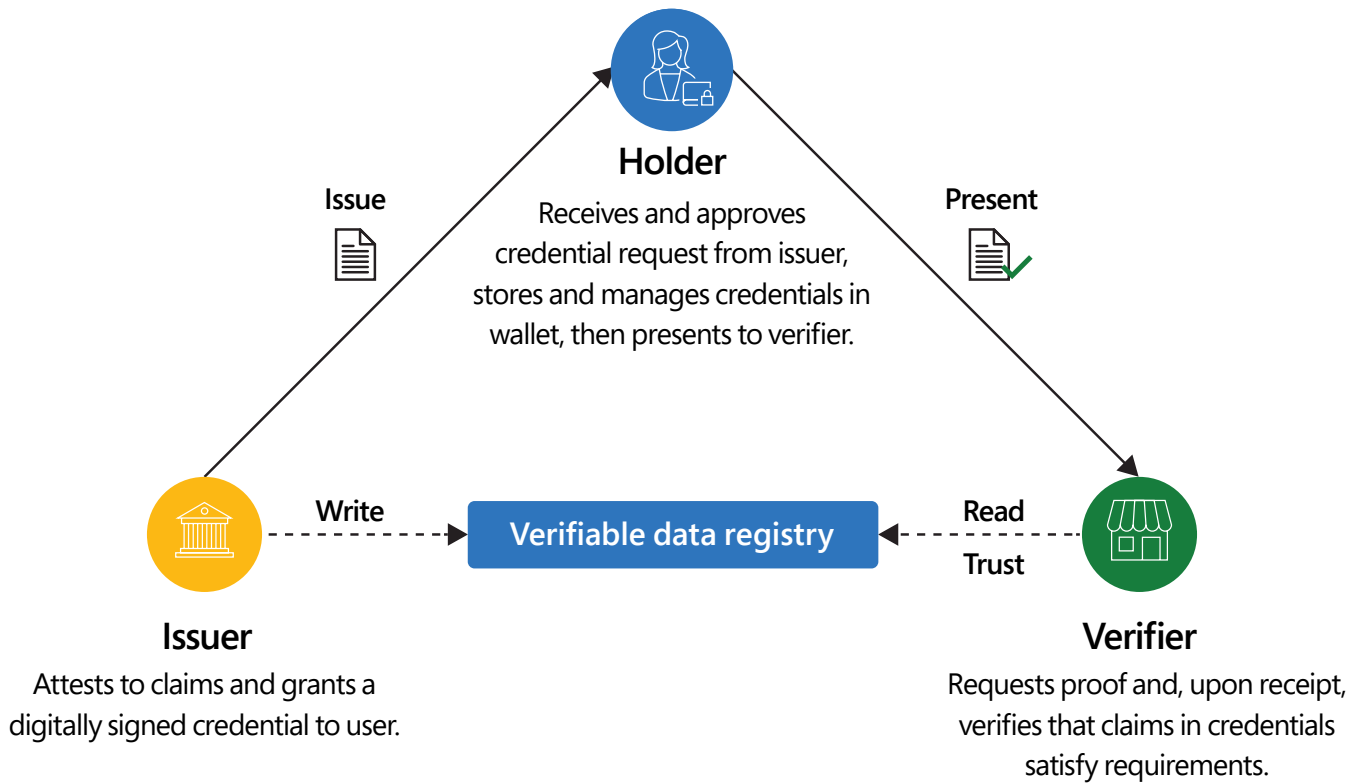 Holder
Issue
Present
Receives and approves
credential request from issuer,
stores and manages credentials in
wallet, then presents to verifier.
Write
Verifiable data registry
Read
Trust
Issuer
Attests to claims and grants a
digitally signed credential to user.
Verifier
Requests proof and, upon receipt,
verifies that claims in credentials
satisfy requirements.